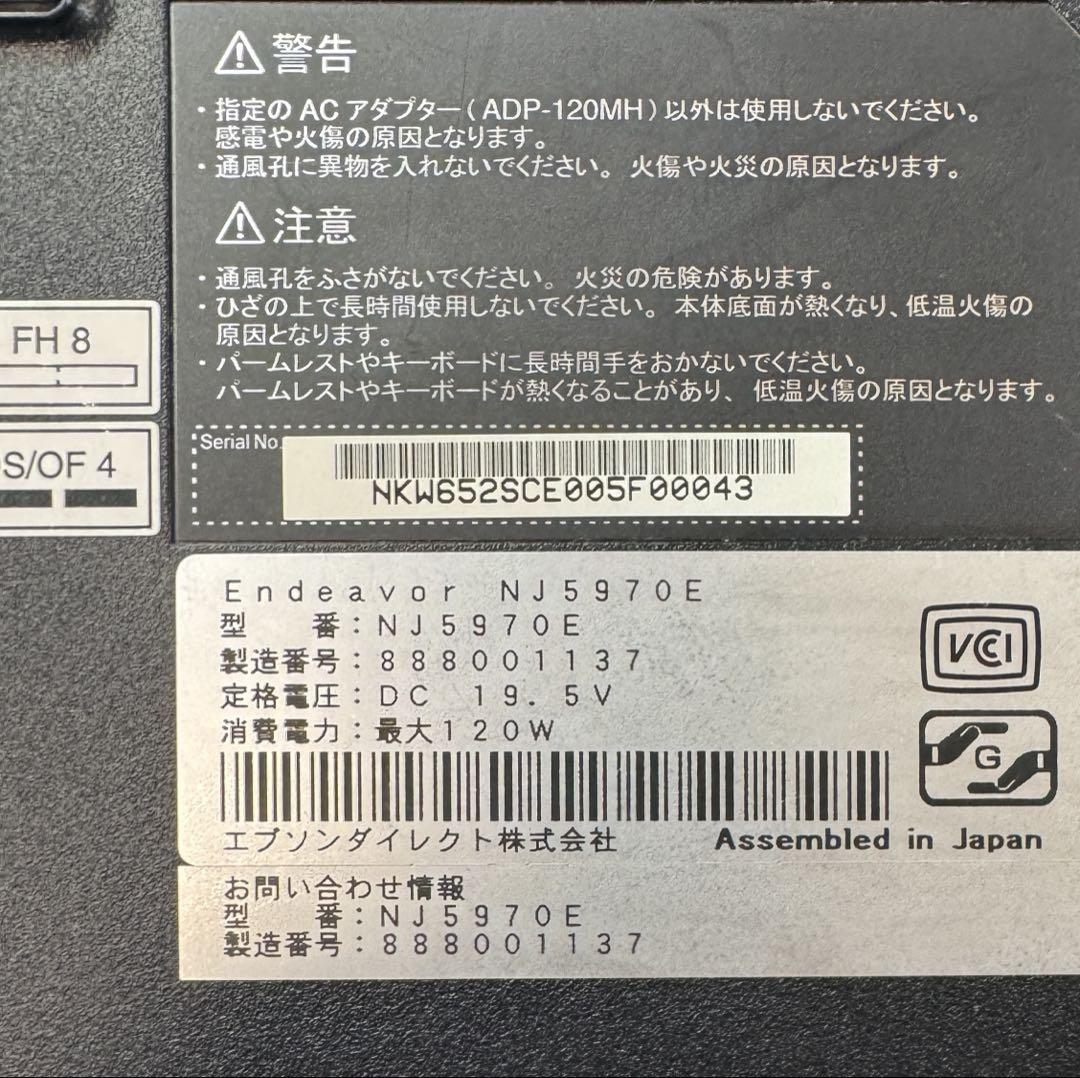 警告
・指定の AC アダプター（ADP-120MH）以外は使用しないでください。
感電や火傷の原因となります。
・通風孔に異物を入れないでください。 火傷や火災の原因となります。
注意
・通風孔をふさがないでください。 火災の危険があります。
・ひざの上で長時間使用しないでください。 本体底面が熱くなり、低温火傷の
原因となります。
・パームレストやキーボードに長時間手をおかないでください。
パームレストやキーボードが熱くなることがあり、 低温火傷の原因となります。
FH 8
S/OF 4
Serial No.
NKW652SCE005F00043
Endeavor NJ5970E
型　番：NJ5970E
製造番号：888001137
定格電圧：DC 19.5V
消費電力：最大120W
VCCI
G
エプソンダイレクト株式会社 Assembled in Japan
お問い合わせ情報
型　番：NJ5970E
製造番号：888001137